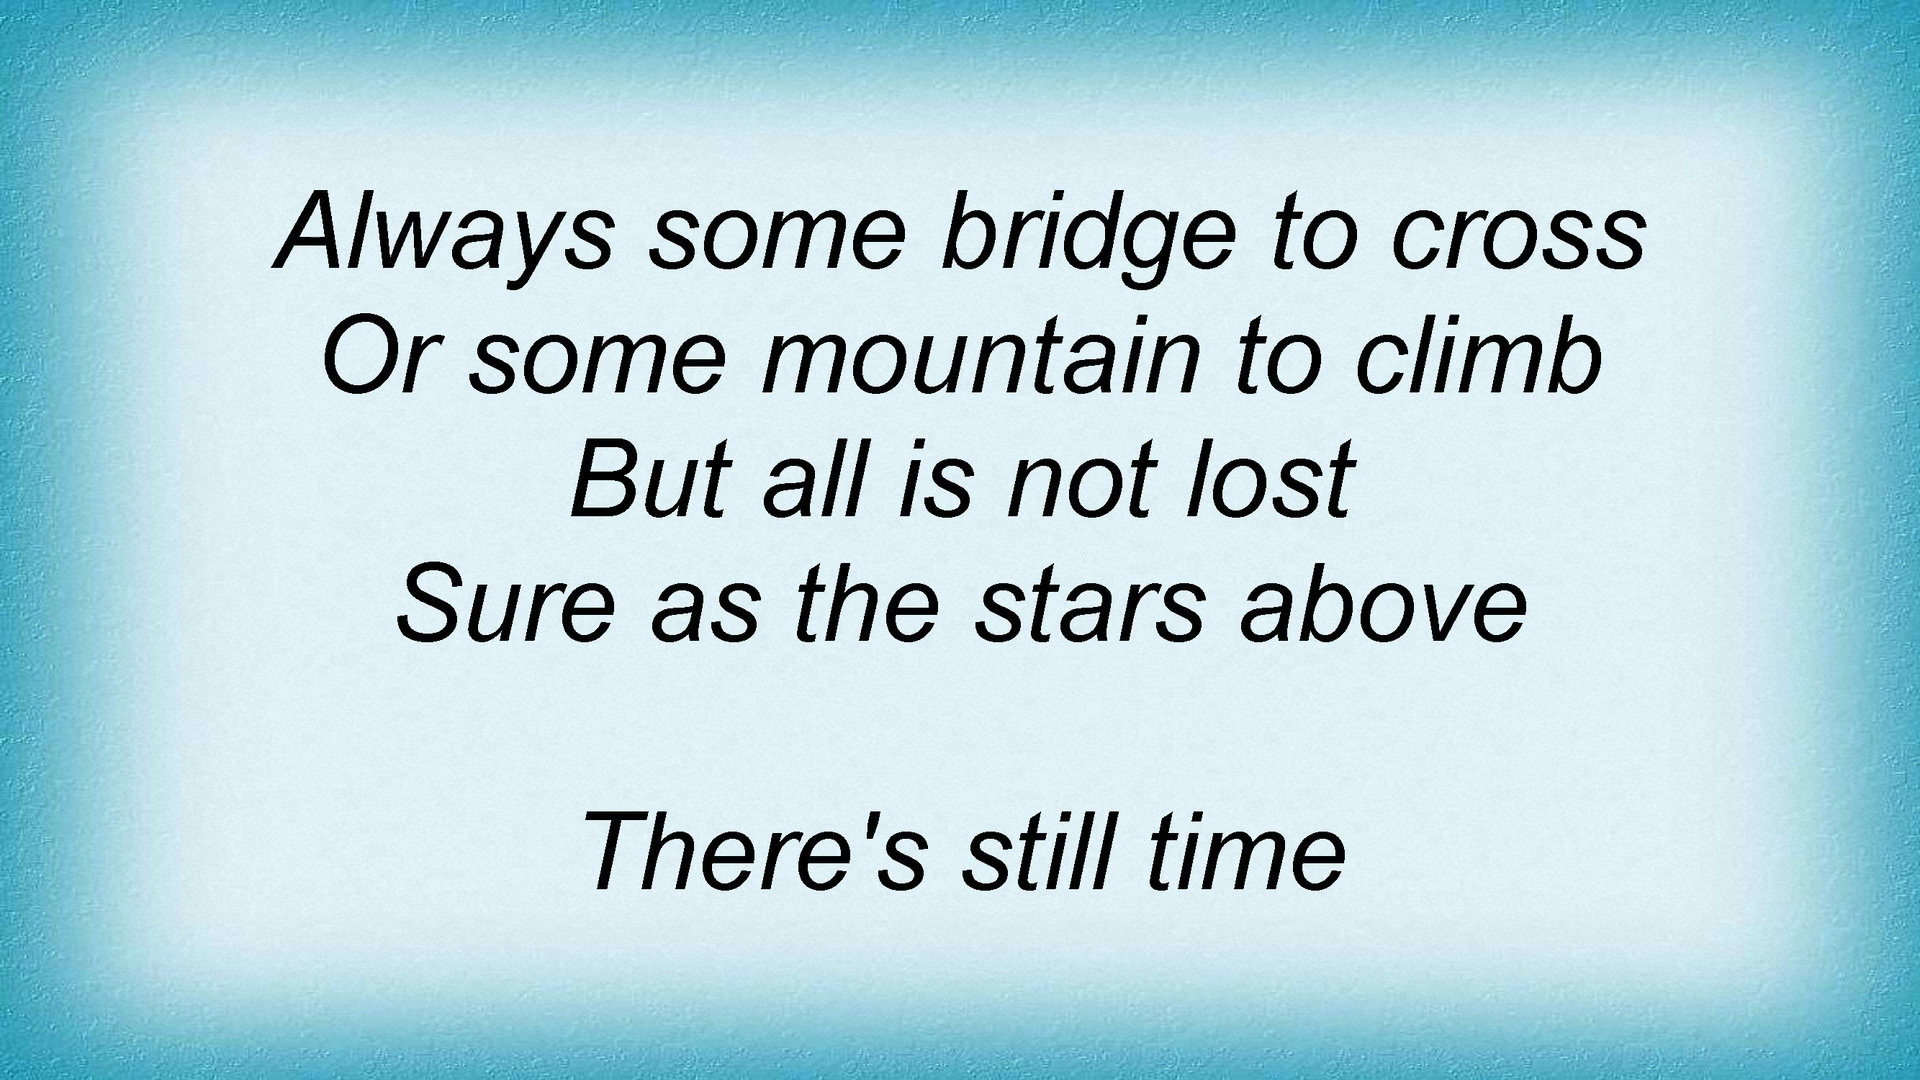 Always some bridge to cross
Or some mountain to climb
But all is not lost
Sure as the stars above
There's still time